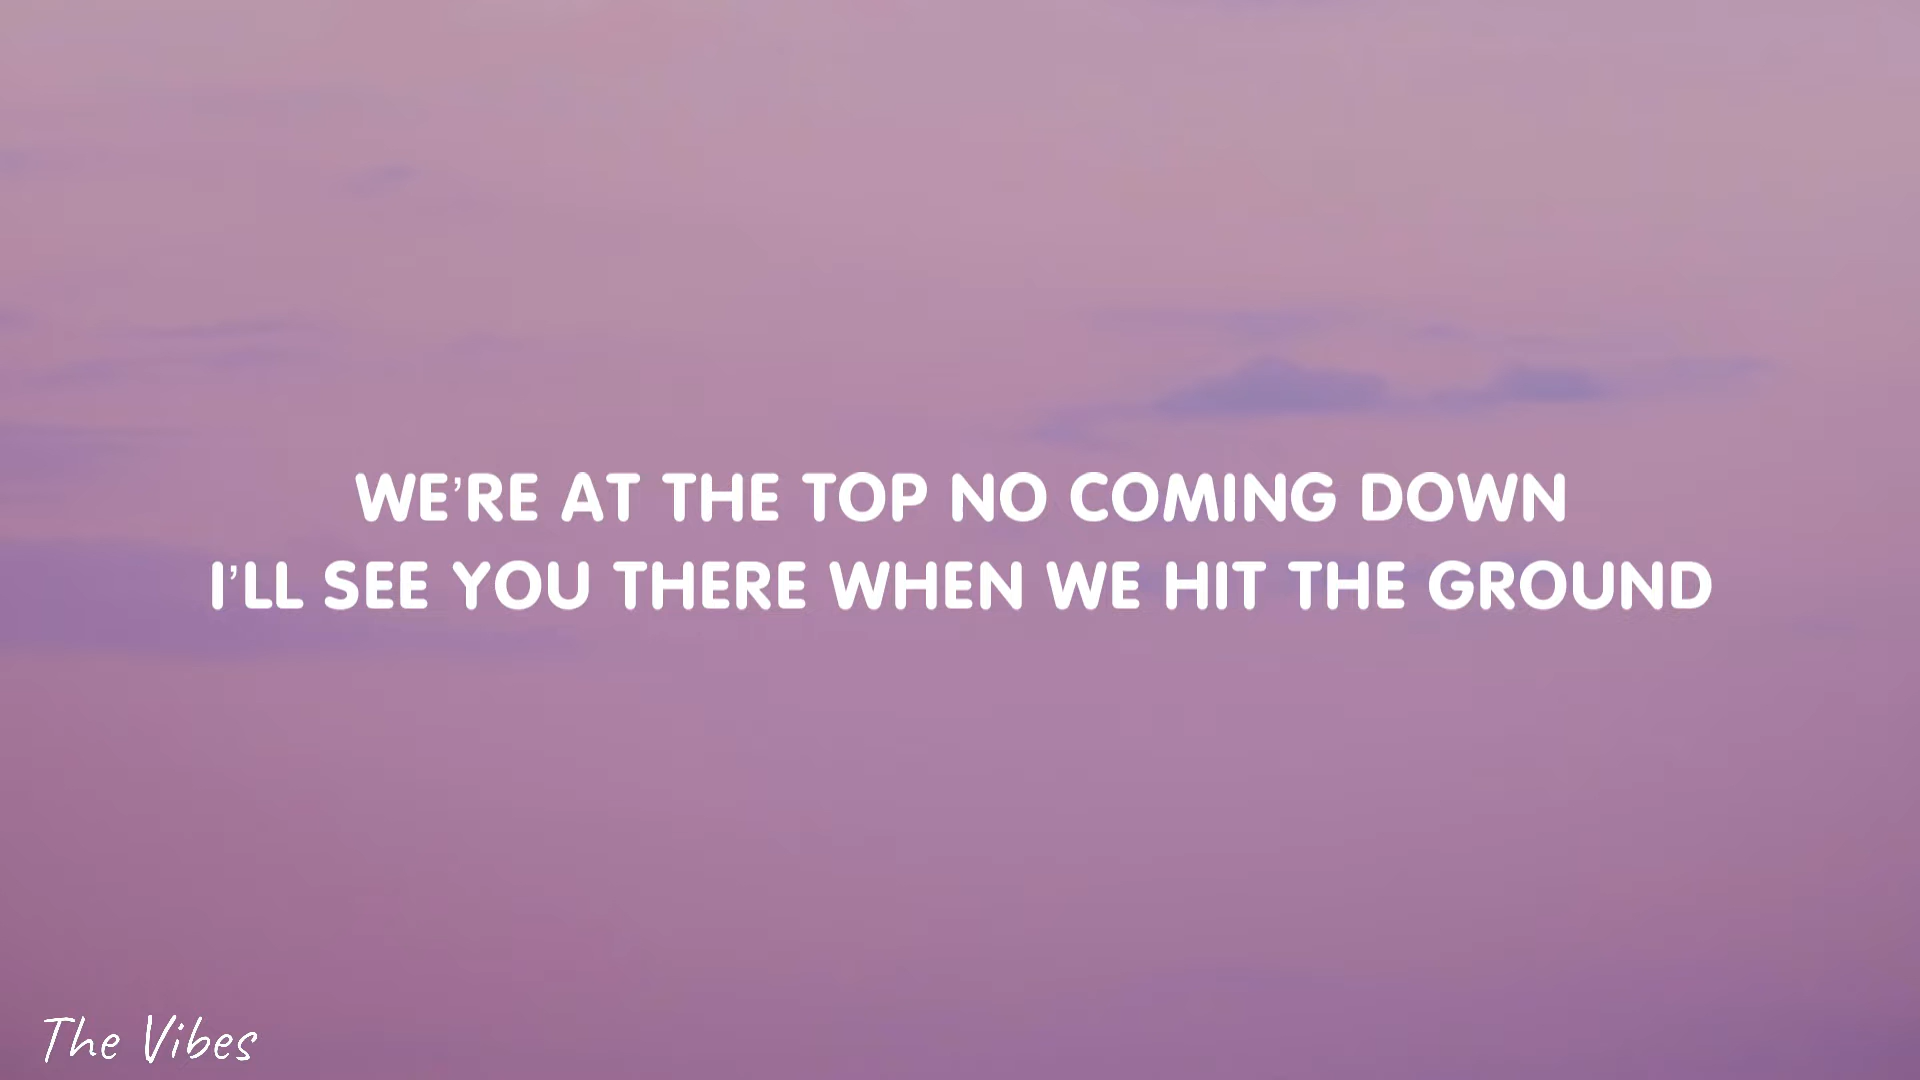 WE'RE AT THE TOP NO COMING DOWN
I'LL SEE YOU THERE WHEN WE HIT THE GROUND
The Vibes